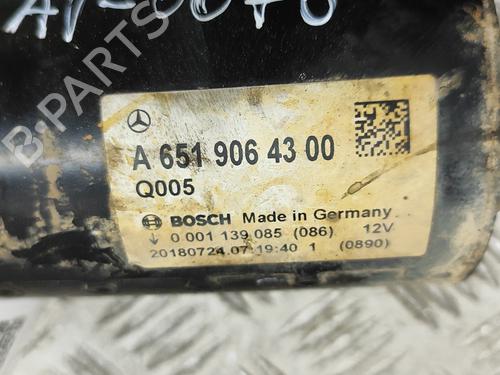 B-PARTS
A 651 906 43 00
Q005
BOSCH Made in Germany
0 001 139 085 (086) 12V
20180724 07:19:40 1 (0890)